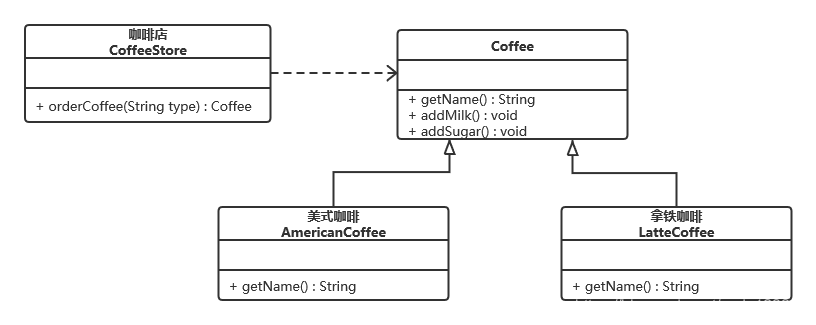 咖啡店
CoffeeStore
+ orderCoffee(String type) : Coffee
Coffee
+ getName() : String
+ addMilk() : void
+ addSugar() : void
美式咖啡
AmericanCoffee
+ getName() : String
拿铁咖啡
LatteCoffee
+ getName() : String